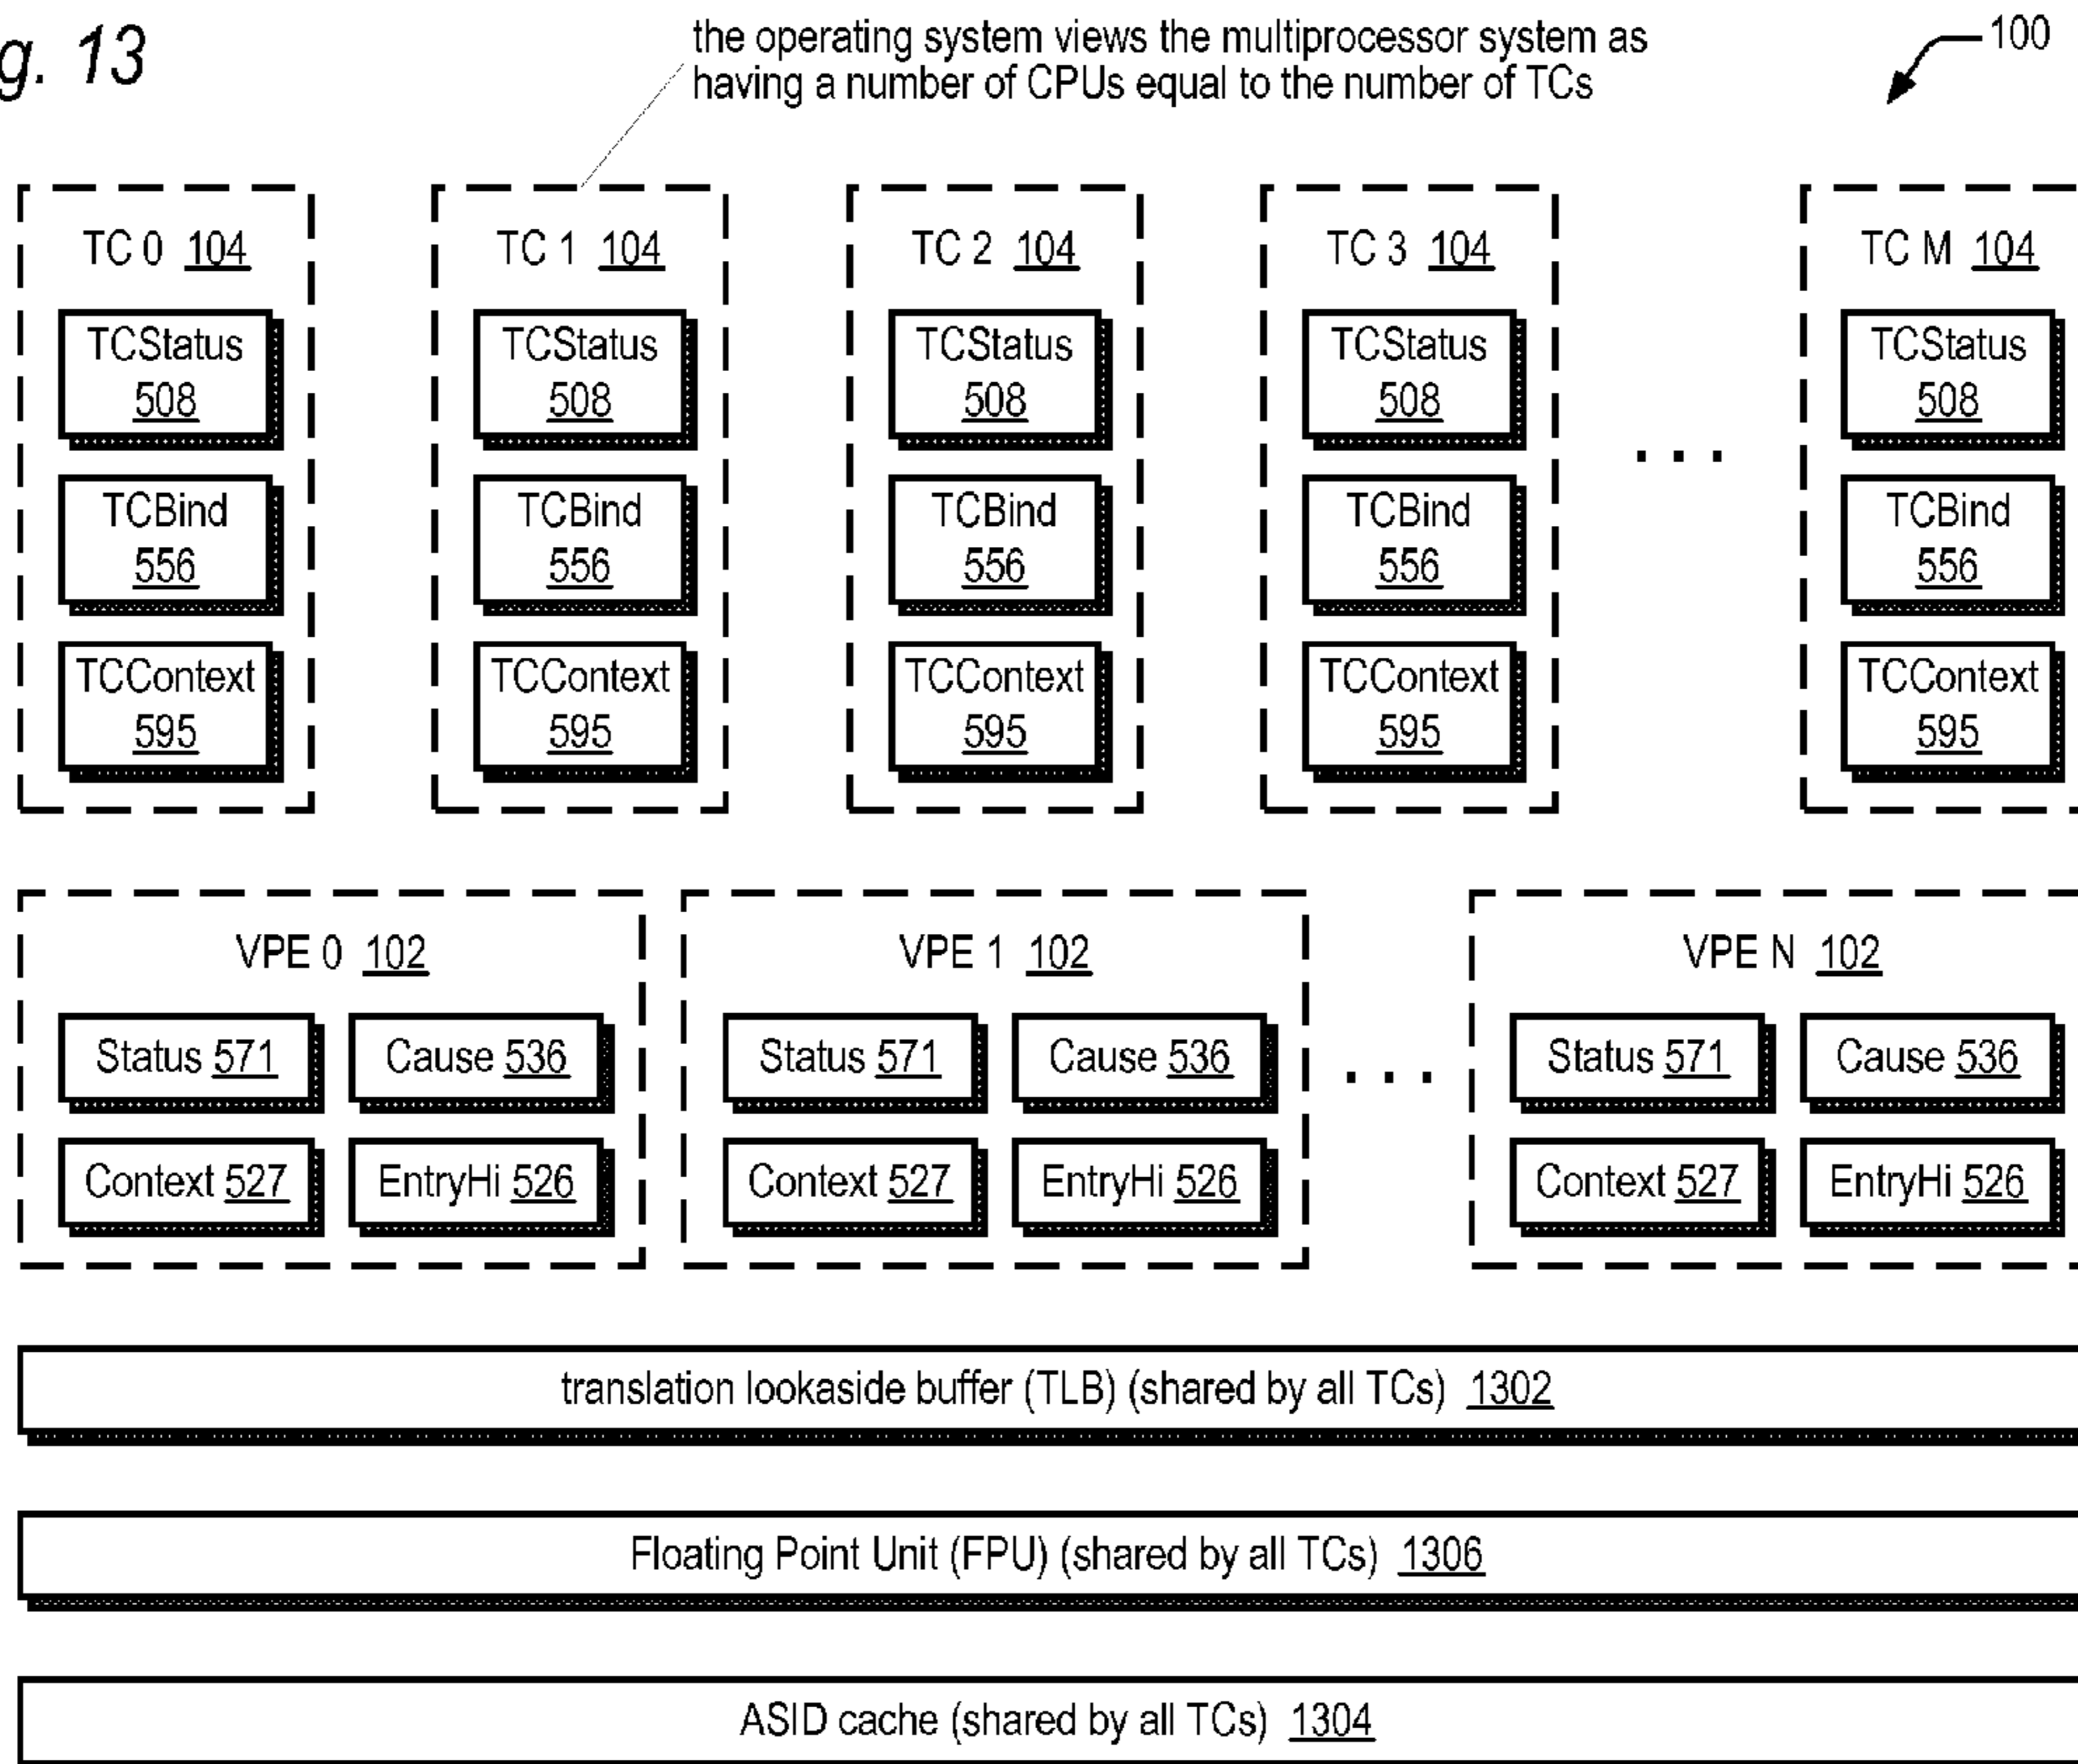 g. 13
the operating system views the multiprocessor system as
having a number of CPUs equal to the number of TCs
100
TC 0 104
TC 1 104
TC 2 104
TC 3 104
TC M 104
TCStatus
508
TCStatus
508
TCStatus
508
TCStatus
508
TCStatus
508
. . .
TCBind
556
TCBind
556
TCBind
556
TCBind
556
TCBind
556
TCContext
595
TCContext
595
TCContext
595
TCContext
595
TCContext
595
VPE 0 102
Status 571
Cause 536
Context 527
EntryHi 526
VPE 1 102
Status 571
Cause 536
Context 527
EntryHi 526
. . .
VPE N 102
Status 571
Cause 536
Context 527
EntryHi 526
translation lookaside buffer (TLB) (shared by all TCs) 1302
Floating Point Unit (FPU) (shared by all TCs) 1306
ASID cache (shared by all TCs) 1304